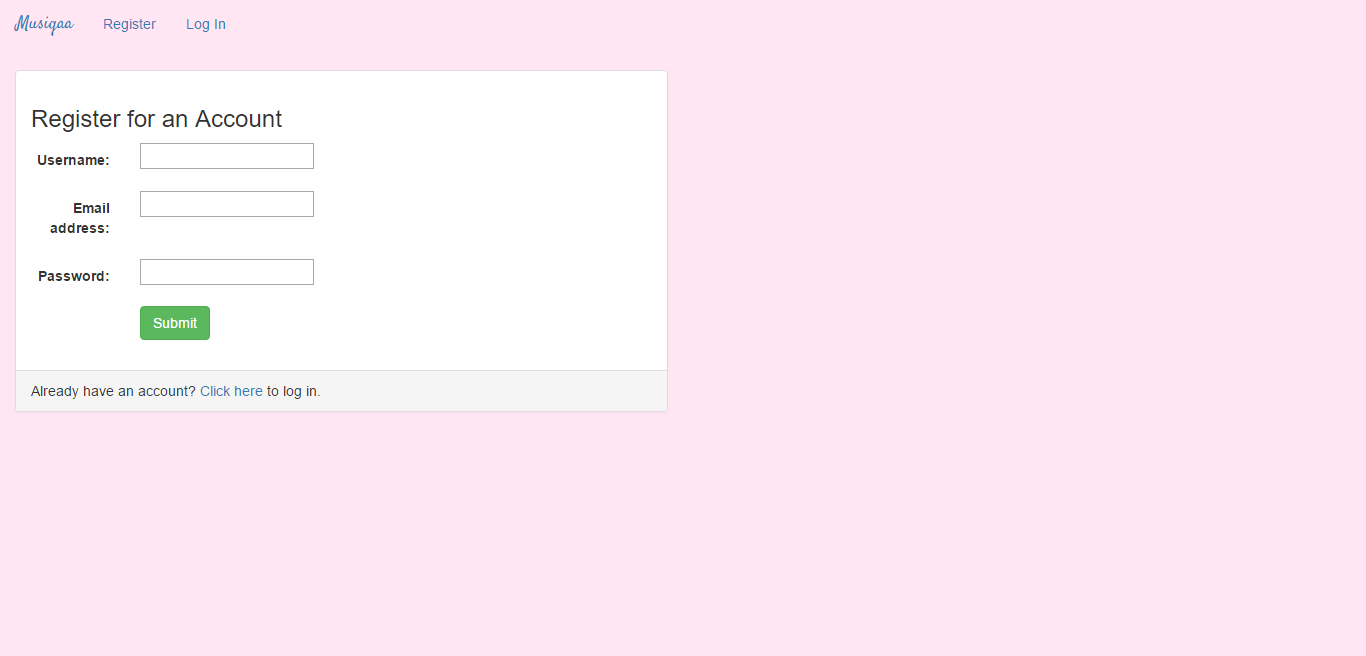 Musiqaa Register Log In
Register for an Account
Username:
Email
address:
Password:
Submit
Already have an account? Click here to log in.